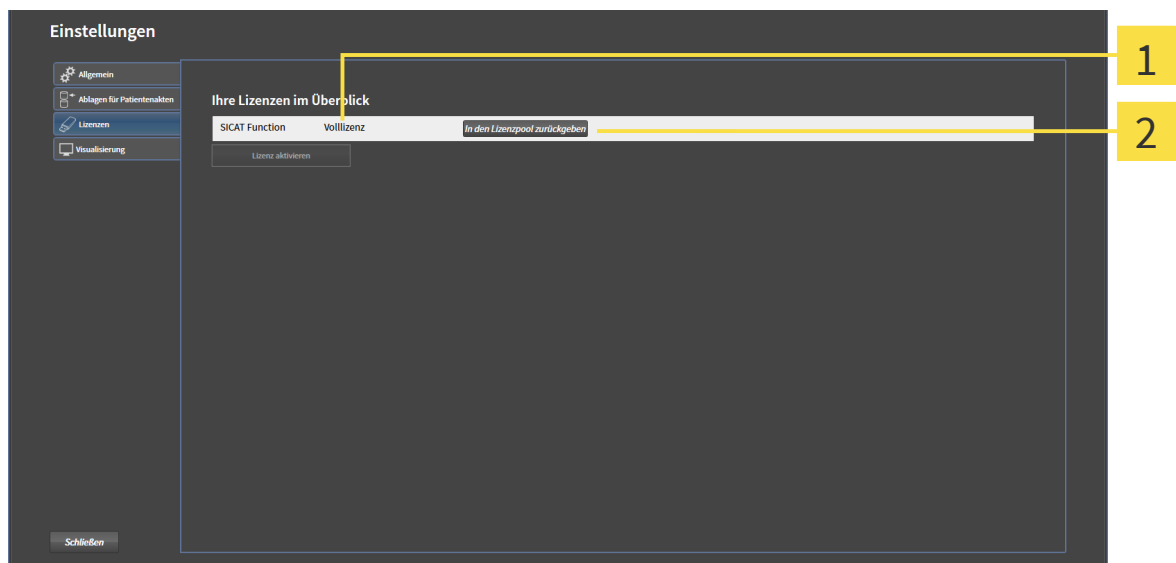 Einstellungen
Allgemein
Ablagen für Patientenakten
Lizenzen
Visualisierung
Ihre Lizenzen im Überblick
SICAT Function Volllizenz In den Lizenzpool zurückgeben
Lizenz aktivieren
Schließen
1
2